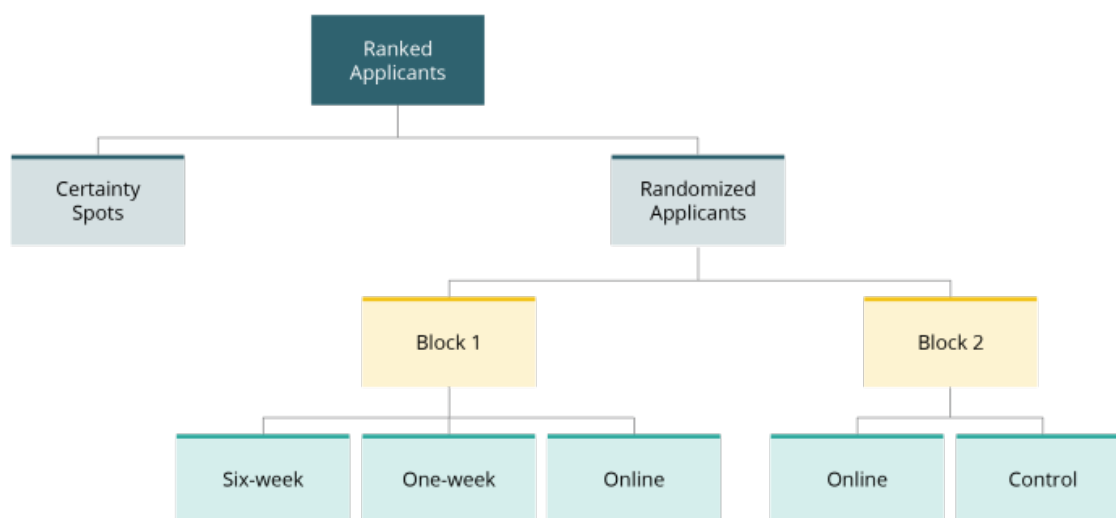 Ranked
Applicants
Certainty
Spots
Randomized
Applicants
Block 1
Block 2
Six-week
One-week
Online
Online
Control